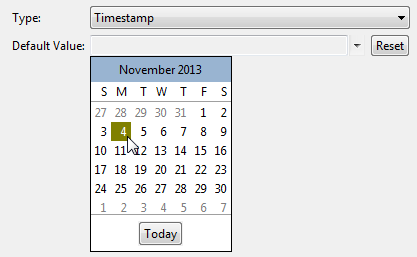 Type: Timestamp
Default Value: Reset
November 2013
S M T W T F S
27 28 29 30 31 1 2
3 4 5 6 7 8 9
10 11 12 13 14 15 16
17 18 19 20 21 22 23
24 25 26 27 28 29 30
1 2 3 4 5 6 7
Today